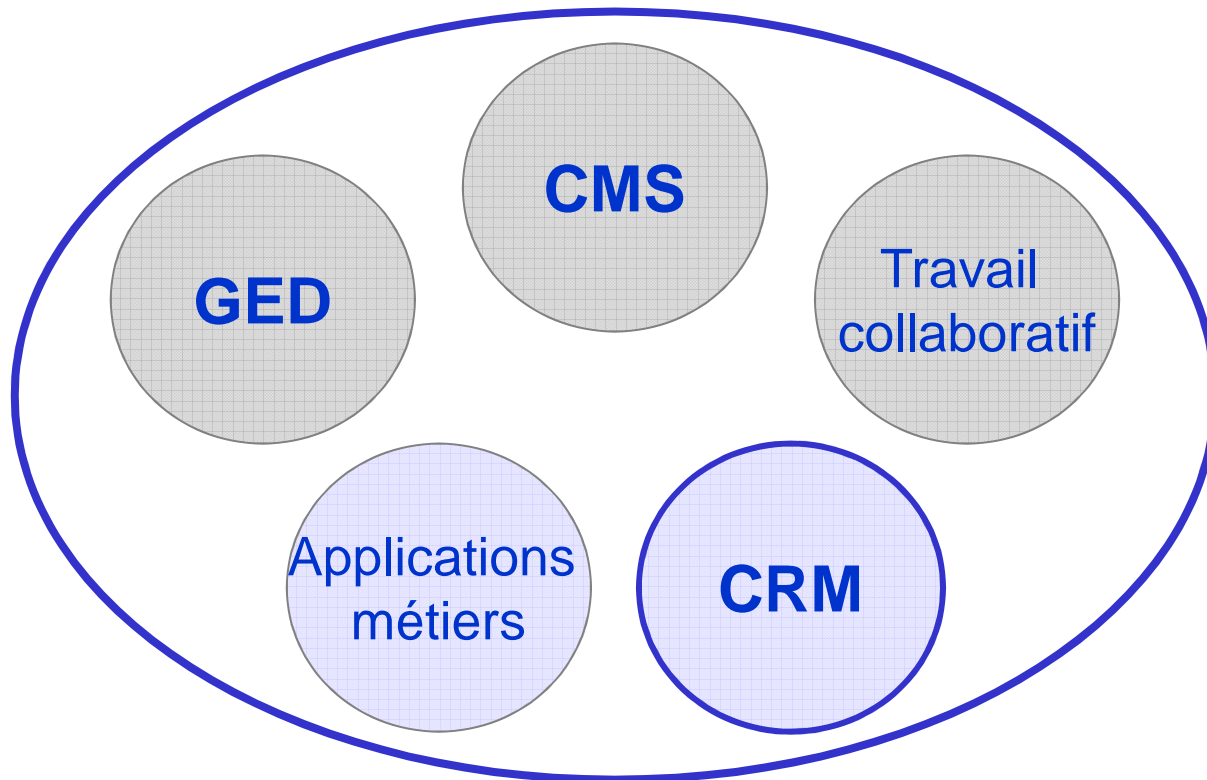 CMS
GED
Travail
collaboratif
Applications
métiers
CRM